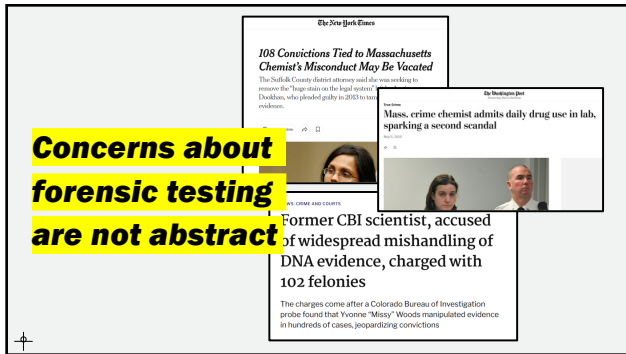 The New York Times
108 Convictions Tied to Massachusetts
Chemist's Misconduct May Be Vacated
The Suffolk County district attorney said she was seeking to
remove the "huge stain on the legal system"
Dookhan, who pleaded guilty in 2013 to
evidence.
The Washington Post
True Crime
Mass. crime chemist admits daily drug use in lab,
sparking a second scandal
Concerns about
forensic testing
are not abstract
CRIME AND COURTS
Former CBI scientist, accused
of widespread mishandling of
DNA evidence, charged with
102 felonies
The charges come after a Colorado Bureau of Investigation
probe found that Yvonne "Missy" Woods manipulated evidence
in hundreds of cases, jeopardizing convictions